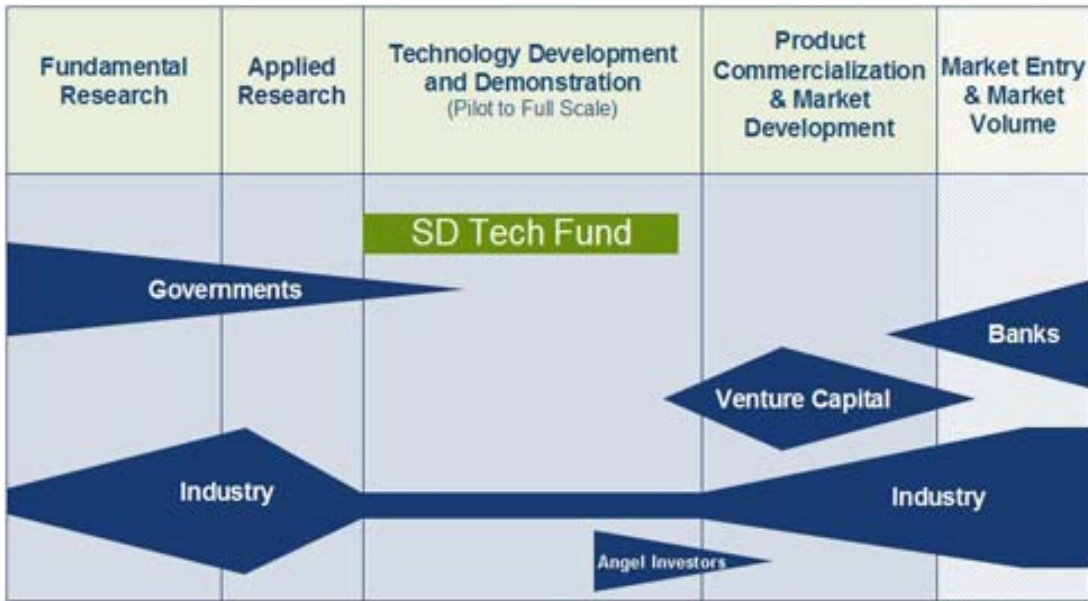 Fundamental
Research
Applied
Research
Technology Development
and Demonstration
(Pilot to Full Scale)
Product
Commercialization
& Market
Development
Market Entry
& Market
Volume
SD Tech Fund
Governments
Banks
Venture Capital
Industry
Industry
Angel Investors